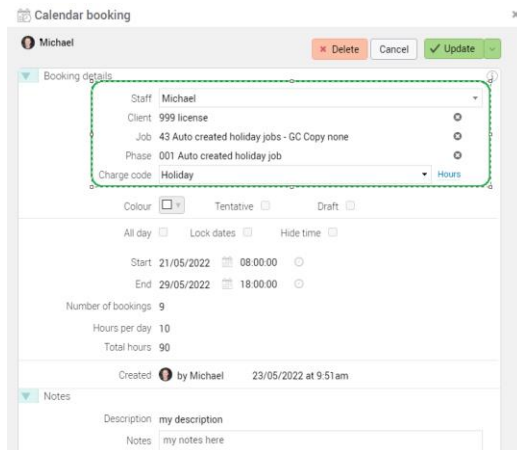 Calendar booking
Michael
Delete Cancel Update
Booking details
Staff Michael
Client 999 license
Job 43 Auto created holiday jobs - GC Copy none
Phase 001 Auto created holiday job
Charge code Holiday Hours
Colour Tentative Draft
All day Lock dates Hide time
Start 21/05/2022 08:00:00
End 29/05/2022 18:00:00
Number of bookings 9
Hours per day 10
Total hours 90
Created by Michael 23/05/2022 at 9:51am
Notes
Description my description
Notes my notes here